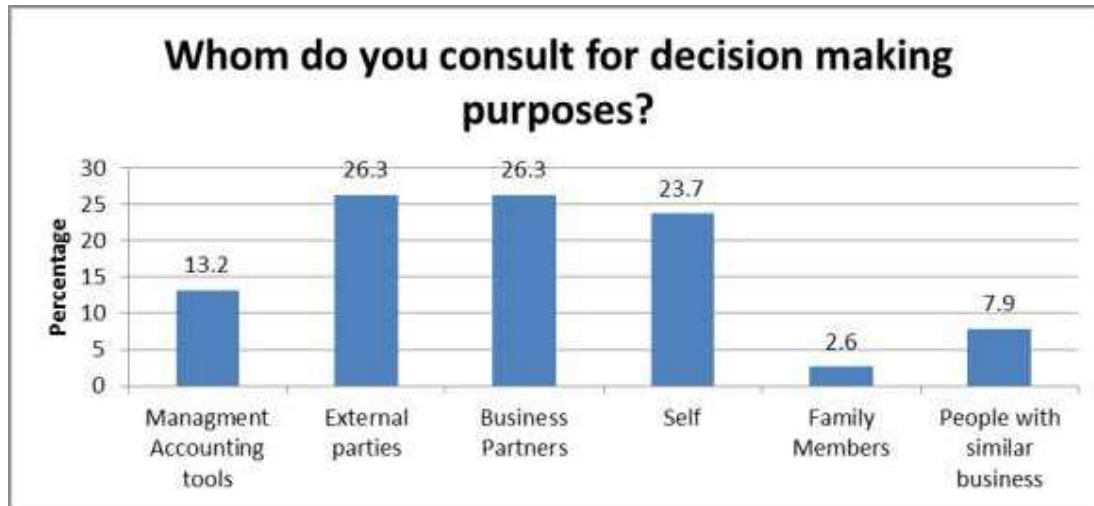 Whom do you consult for decision making
purposes?
Percentage
30
25
20
15
10
5
0
13.2
26.3
26.3
23.7
2.6
7.9
Managment
Accounting
tools
External
parties
Business
Partners
Self
Family
Members
People with
similar
business